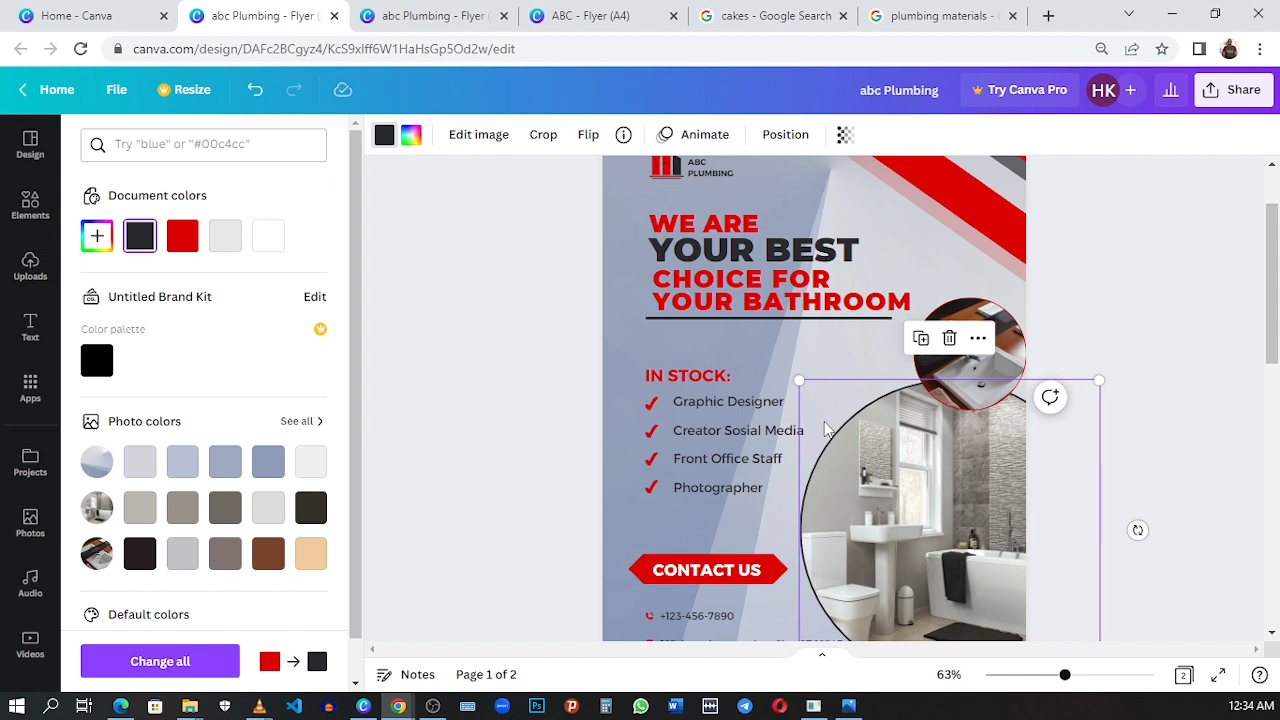 Home - Canva
abc Plumbing - Flyer (
abc Plumbing - Flyer (
ABC - Flyer (A4)
cakes - Google Search
plumbing materials -
canva.com/design/DAFc2BCgyz4/KcS9xIff6W1HaHsGp5Od2w/edit
Home
File
Resize
abc Plumbing
Try Canva Pro
HK
Share
Design
Elements
Uploads
Text
Apps
Projects
Photos
Audio
Videos
Try "blue" or "#00c4cc"
Document colors
Untitled Brand Kit
Edit
Color palette
Photo colors
See all
Default colors
Change all
Edit image
Crop
Flip
Animate
Position
ABC
PLUMBING
WE ARE
YOUR BEST
CHOICE FOR
YOUR BATHROOM
IN STOCK:
Graphic Designer
Creator Sosial Media
Front Office Staff
Photographer
CONTACT US
+123-456-7890
Notes
Page 1 of 2
63%
2
12:34 AM